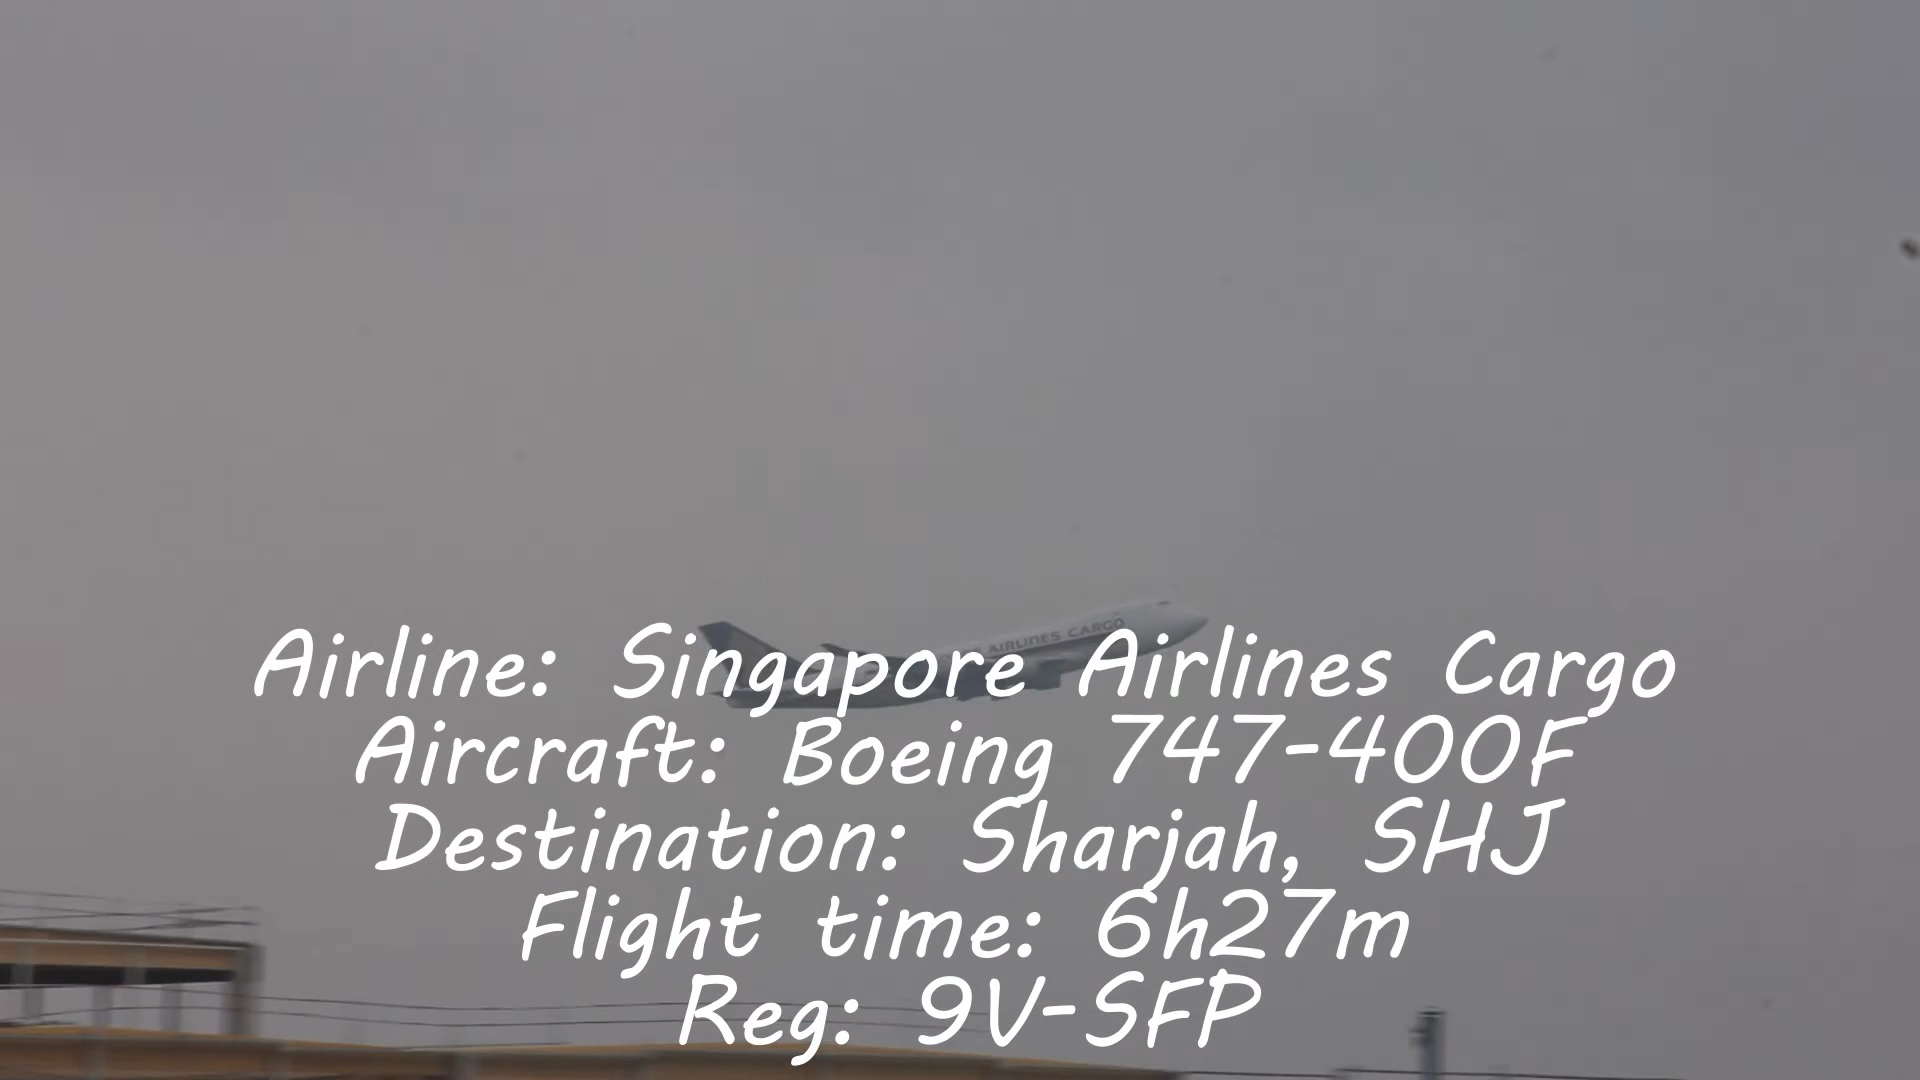 AIRLINES CARGO
Airline: Singapore Airlines Cargo
Aircraft: Boeing 747-400F
Destination: Sharjah, SHJ
Flight time: 6h27m
Reg: 9V-SFP